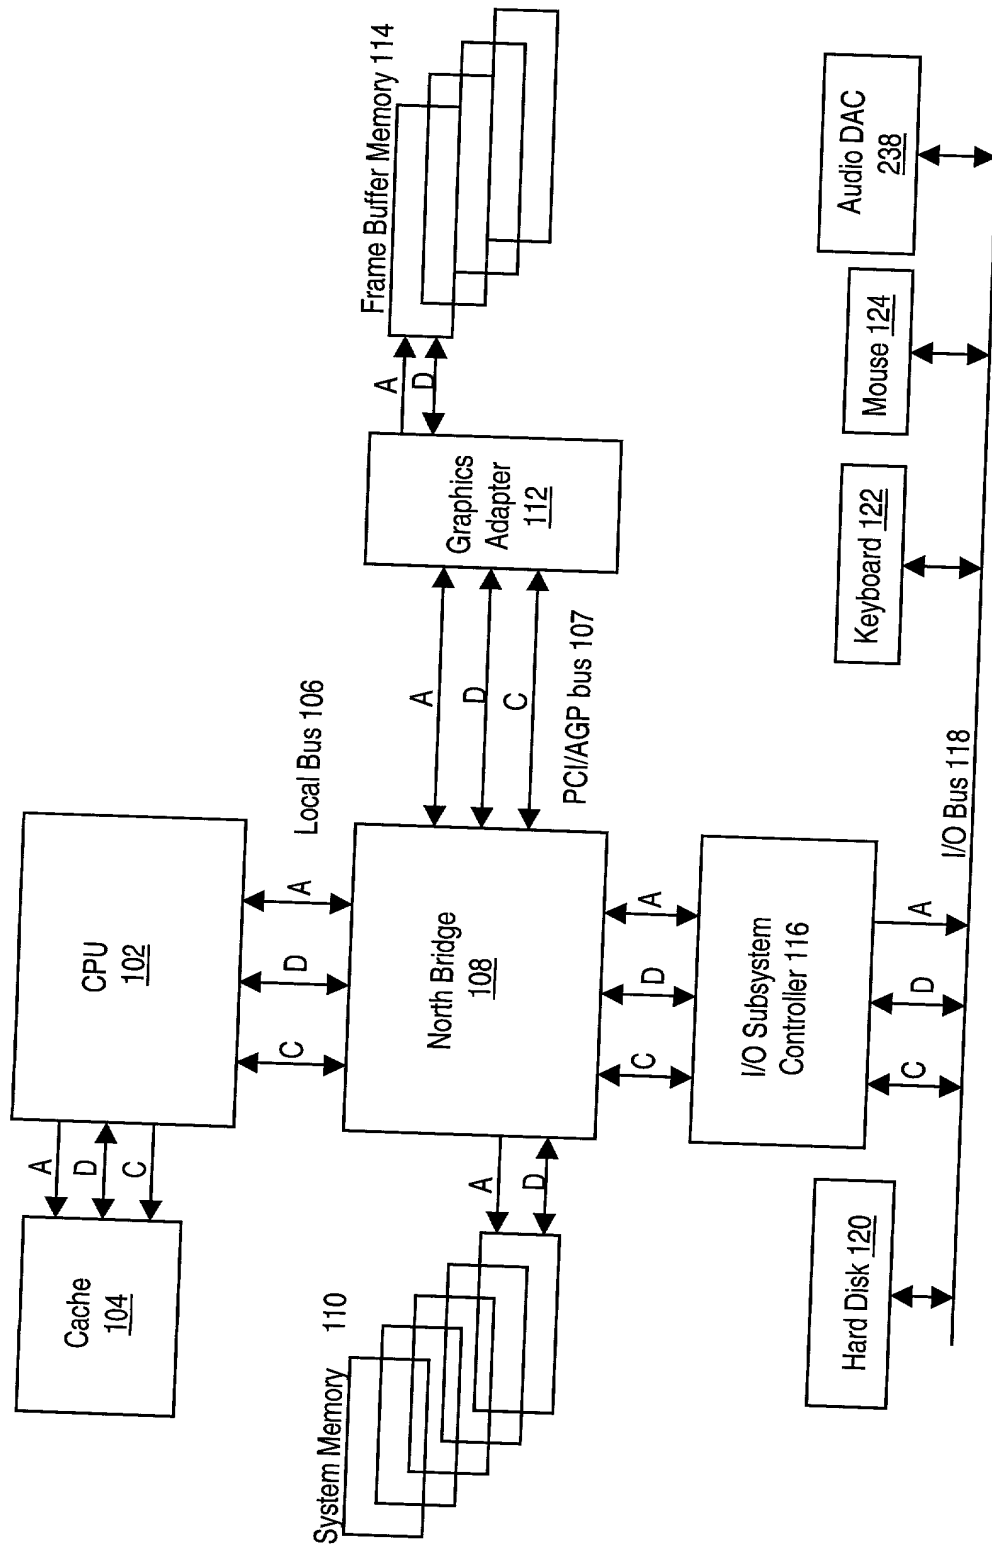 CPU
102
Cache
104
A
D
C
C
D
A
Local Bus 106
System Memory
110
A
D
North Bridge
108
A
D
C
PCI/AGP bus 107
Graphics
Adapter
112
A
D
Frame Buffer Memory 114
C
D
A
I/O Subsystem
Controller 116
C
D
A
I/O Bus 118
Hard Disk 120
Keyboard 122
Mouse 124
Audio DAC
238